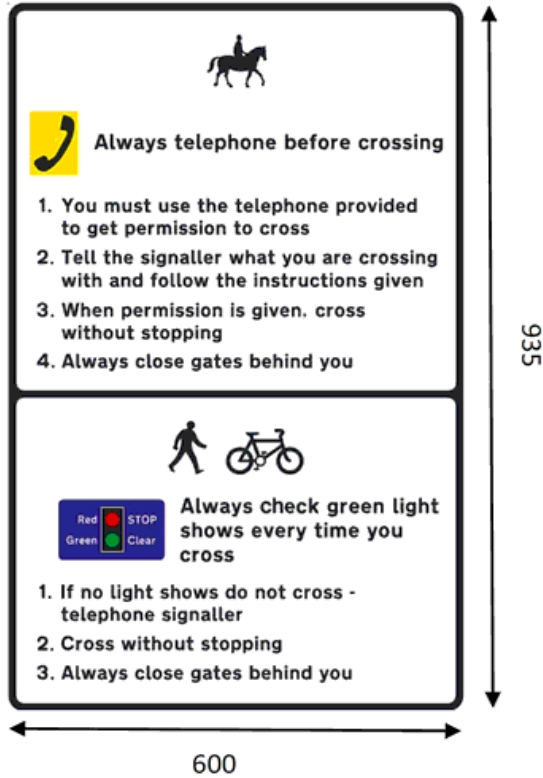 Always telephone before crossing
1. You must use the telephone provided
to get permission to cross
2. Tell the signaller what you are crossing
with and follow the instructions given
3. When permission is given. cross
without stopping
4. Always close gates behind you
Red STOP
Green Clear
Always check green light
shows every time you
cross
1. If no light shows do not cross -
telephone signaller
2. Cross without stopping
3. Always close gates behind you
935
600